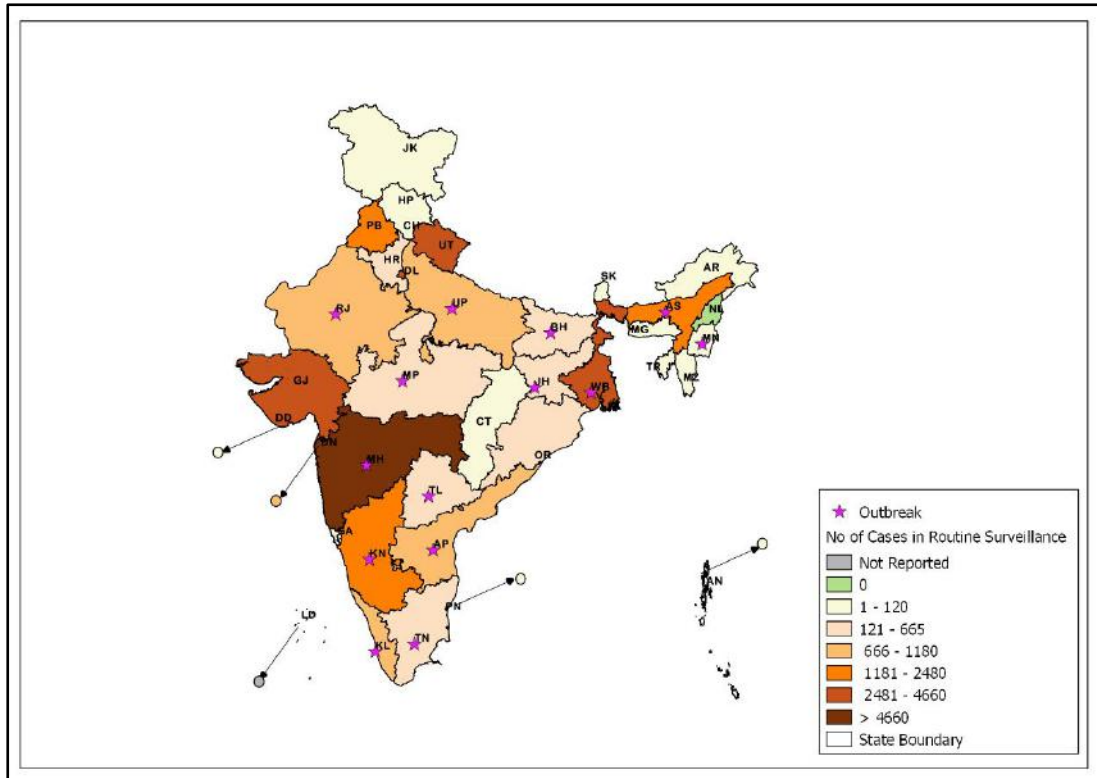 JK
HP
PB
CH
UT
HR
DL
AR
SK
RJ
UP
AS
NL
BH
MG
MN
MP
JH
TR
MZ
GJ
WB
CT
DD
DN
OR
MH
TL
GA
AP
KN
AN
PN
LD
TN
KL
Outbreak
No of Cases in Routine Surveillance
Not Reported
0
1 - 120
121 - 665
666 - 1180
1181 - 2480
2481 - 4660
> 4660
State Boundary